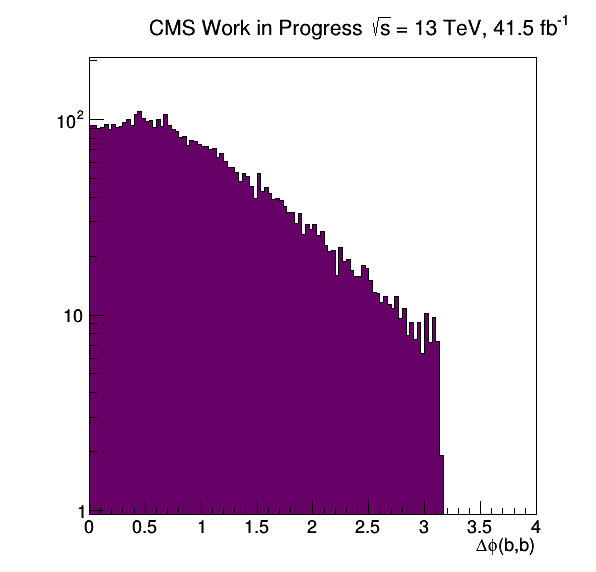 CMS Work in Progress √s = 13 TeV, 41.5 fb⁻¹
10²
10
1
0 0.5 1 1.5 2 2.5 3 3.5 4
Δϕ(b,b)